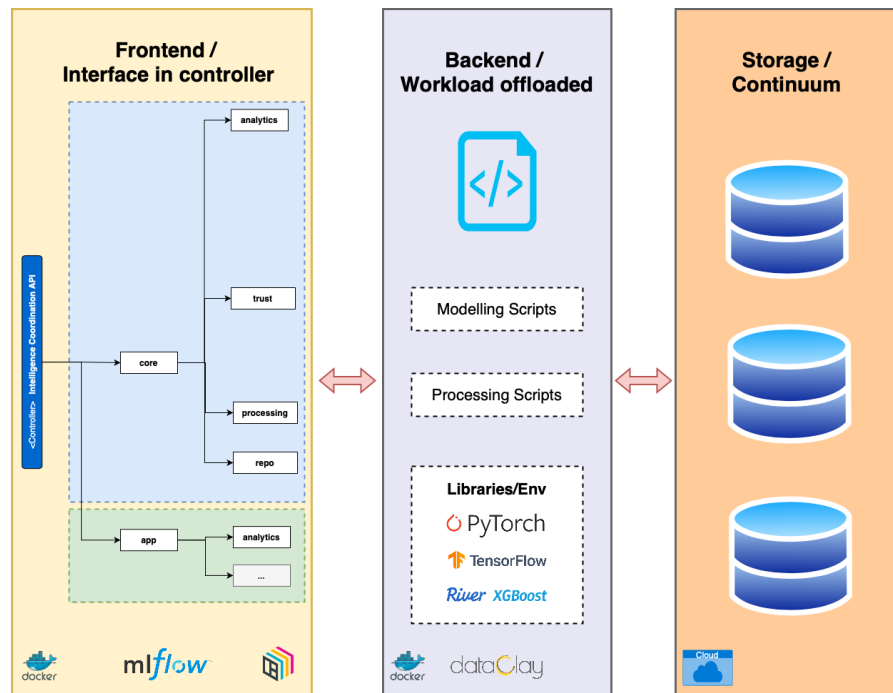 Frontend /
Interface in controller
analytics
trust
<Controller> Intelligence Coordination API
core
processing
repo
app
analytics
...
docker
mlflow
Backend /
Workload offloaded
</>
Modelling Scripts
Processing Scripts
Libraries/Env
PyTorch
TensorFlow
River XGBoost
docker
dataClay
Storage /
Continuum
Cloud